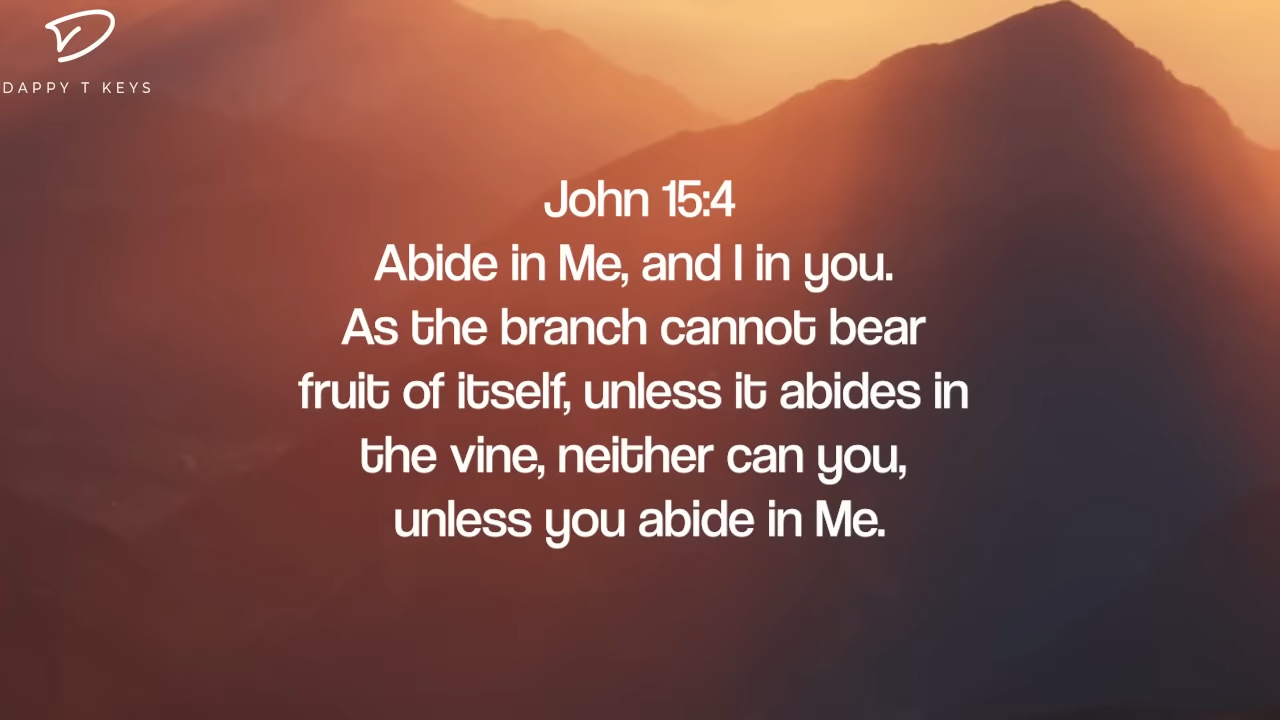 DAPPY T KEYS
John 15:4
Abide in Me, and I in you.
As the branch cannot bear
fruit of itself, unless it abides in
the vine, neither can you,
unless you abide in Me.